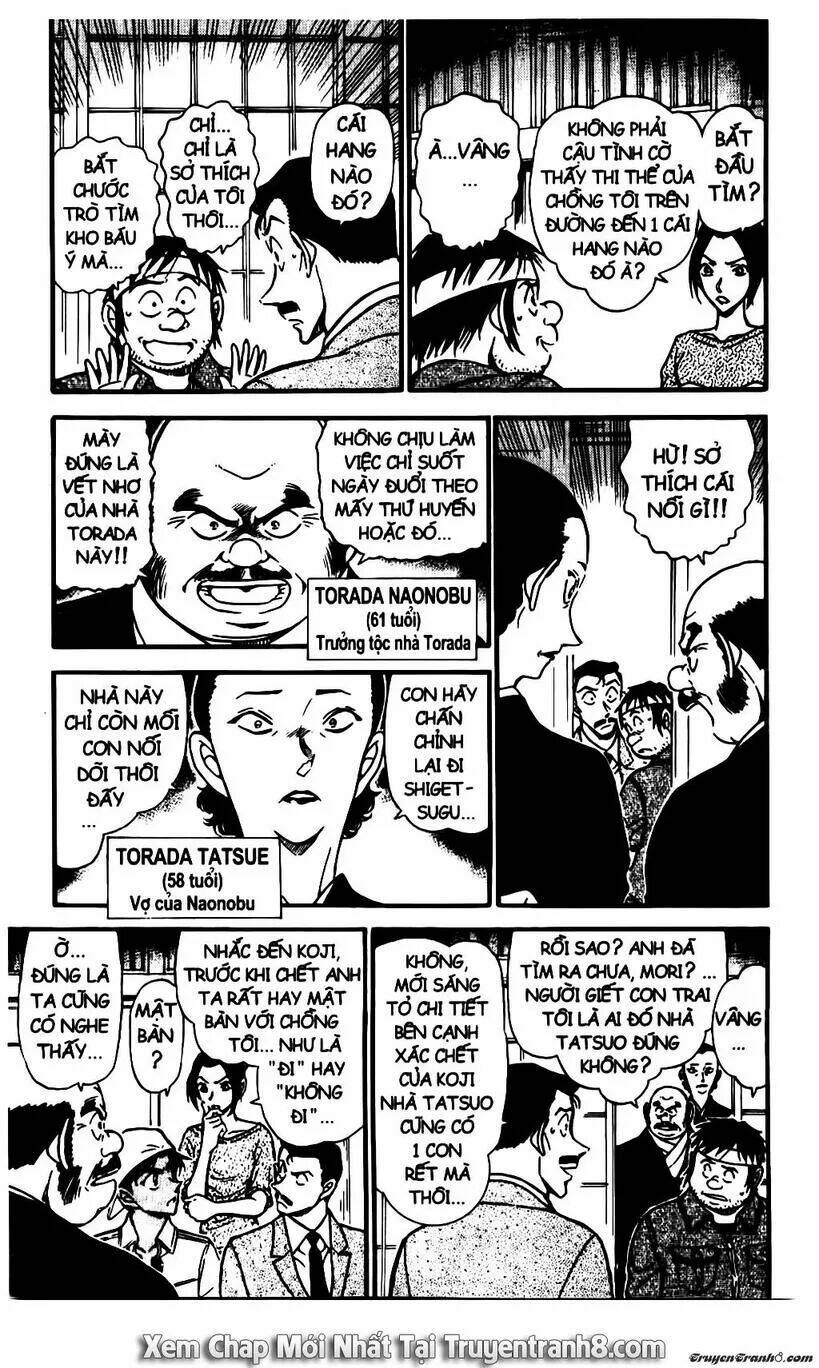 BẮT
ĐẦU
TÌM?
KHÔNG PHẢI
CẬU TÌNH CỜ
THẤY THI THỂ CỦA
CHỒNG TÔI TRÊN
ĐƯỜNG ĐẾN 1 CÁI
HANG NÀO
ĐÓ À?
À...VÂNG
...
CÁI
HANG
NÀO
ĐÓ?
CHỈ...
CHỈ LÀ
SỞ THÍCH
CỦA TÔI
THÔI...
BẮT
CHƯỚC
TRÒ TÌM
KHO BÁU
Ý MÀ...
HỪ! SỞ
THÍCH CÁI
NỖI GÌ!!
KHÔNG CHỊU LÀM
VIỆC CHỈ SUỐT
NGÀY ĐUỔI THEO
MẤY THỨ HUYỄN
HOẶC ĐÓ...
MÀY
ĐÚNG LÀ
VẾT NHƠ
CỦA NHÀ
TORADA
NÀY!!
TORADA NAONOBU
(61 tuổi)
Trưởng tộc nhà Torada
CON HÃY
CHẤN
CHỈNH
LẠI ĐI
SHIGET-
SUGU...
NHÀ NÀY
CHỈ CÒN MỖI
CON NỐI
DÕI THÔI
ĐẤY
...
TORADA TATSUE
(58 tuổi)
Vợ của Naonobu
RỒI SAO? ANH ĐÃ
TÌM RA CHƯA, MORI? ...
NGƯỜI GIẾT CON TRAI
TÔI LÀ AI ĐÓ NHÀ
TATSUO ĐÚNG
KHÔNG?
VÂNG
...
KHÔNG,
MỚI SÁNG
TỎ CHI TIẾT
BÊN CẠNH
XÁC CHẾT
CỦA KOJI
NHÀ TATSUO
CŨNG CÓ
1 CON
RẾT MÀ
THÔI...
NHẮC ĐẾN KOJI,
TRƯỚC KHI CHẾT ANH
TA RẤT HAY MẬT
BÀN VỚI CHỒNG
TÔI... NHƯ LÀ
"ĐI" HAY
"KHÔNG
ĐI"...
MẬT
BÀN
?
Ờ...
ĐÚNG LÀ
TA CŨNG
CÓ NGHE
THẤY...
Xem Chap Mới Nhất Tại Truyentranh8.com
TruyenTranh8.com